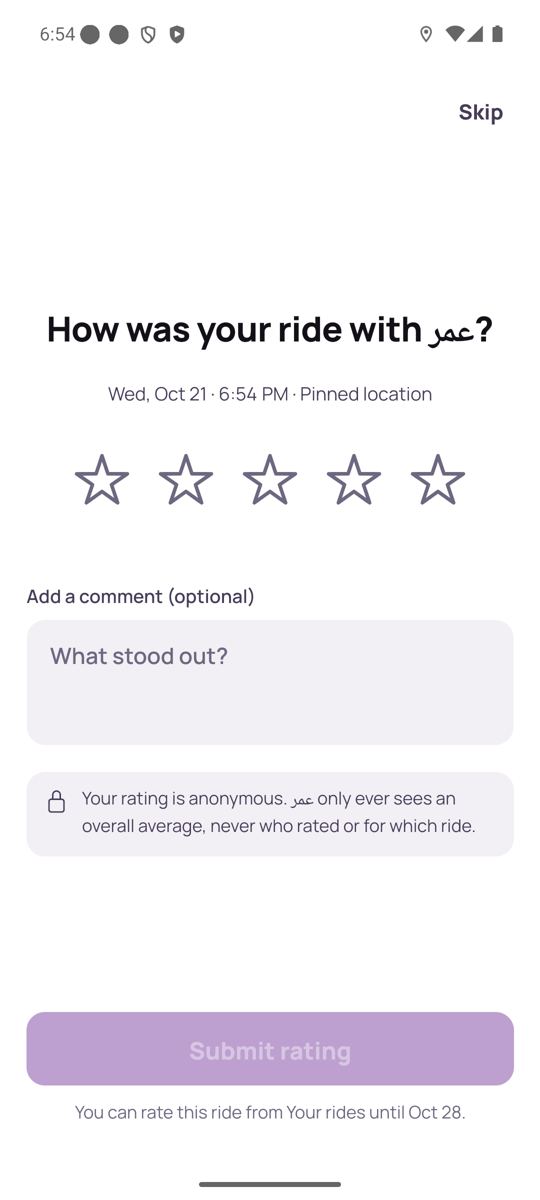 6:54
Skip
How was your ride with عمر?
Wed, Oct 21 · 6:54 PM · Pinned location
Add a comment (optional)
What stood out?
Your rating is anonymous. عمر only ever sees an
overall average, never who rated or for which ride.
Submit rating
You can rate this ride from Your rides until Oct 28.